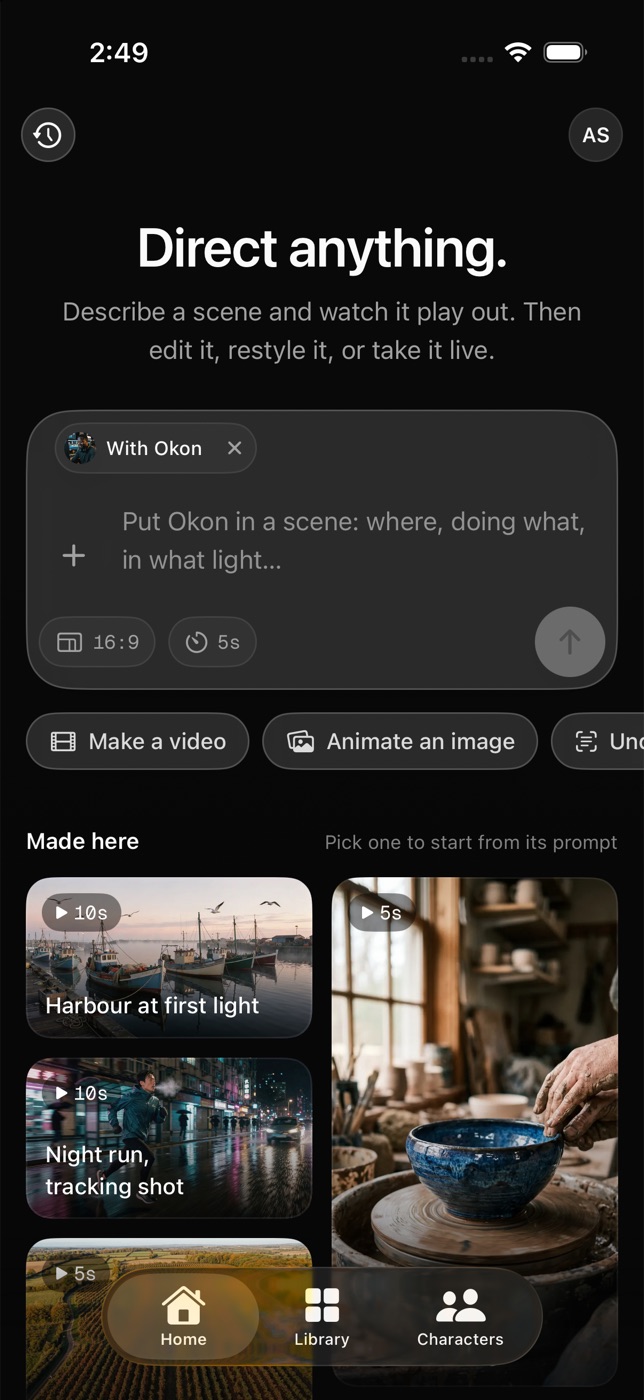 2:49
AS
Direct anything.
Describe a scene and watch it play out. Then
edit it, restyle it, or take it live.
With Okon
Put Okon in a scene: where, doing what,
in what light...
16:9
5s
Make a video
Animate an image
Made here
Pick one to start from its prompt
10s
Harbour at first light
5s
10s
Night run,
tracking shot
5s
Home
Library
Characters